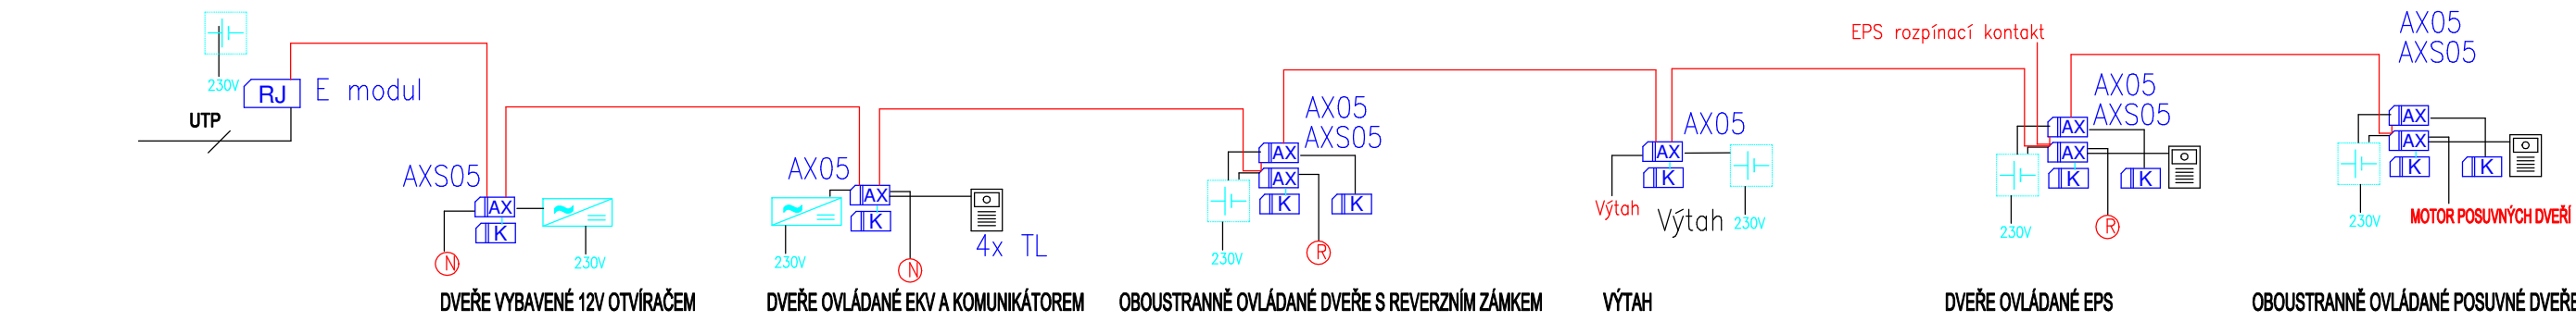 230V
RJ
E modul
UTP
AXS05
AX
K
N
230V
DVEŘE VYBAVENÉ 12V OTVÍRAČEM
AX05
AX
K
230V
N
4x TL
DVEŘE OVLÁDANÉ EKV A KOMUNIKÁTOREM
AX05
AXS05
AX
AX
K
K
230V
R
OBOUSTRANNĚ OVLÁDANÉ DVEŘE S REVERZNÍM ZÁMKEM
AX05
AX
K
Výtah
Výtah
230V
VÝTAH
EPS rozpínací kontakt
AX05
AXS05
AX
AX
K
K
230V
R
DVEŘE OVLÁDANÉ EPS
AX05
AXS05
AX
AX
K
K
230V
MOTOR POSUVNÝCH DVEŘÍ
OBOUSTRANNĚ OVLÁDANÉ POSUVNÉ DVEŘE